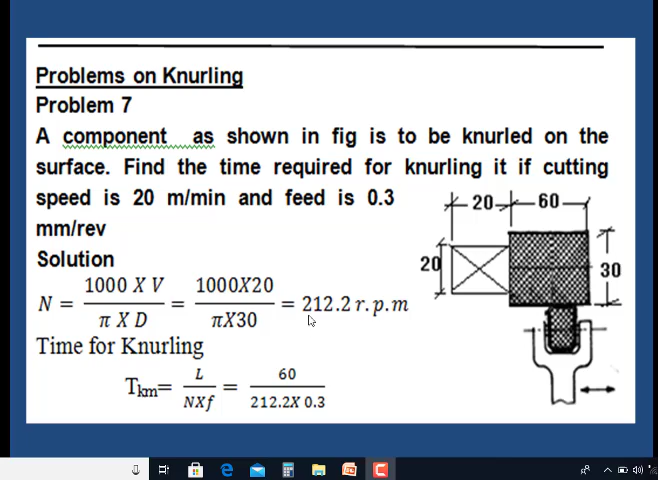 Problems on Knurling
Problem 7
A component as shown in fig is to be knurled on the
surface. Find the time required for knurling it if cutting
speed is 20 m/min and feed is 0.3
mm/rev
Solution
N = 1000 X V / π X D = 1000X20 / πX30 = 212.2 r.p.m
Time for Knurling
Tkm= L / NXf = 60 / 212.2X 0.3
20 60
20
30